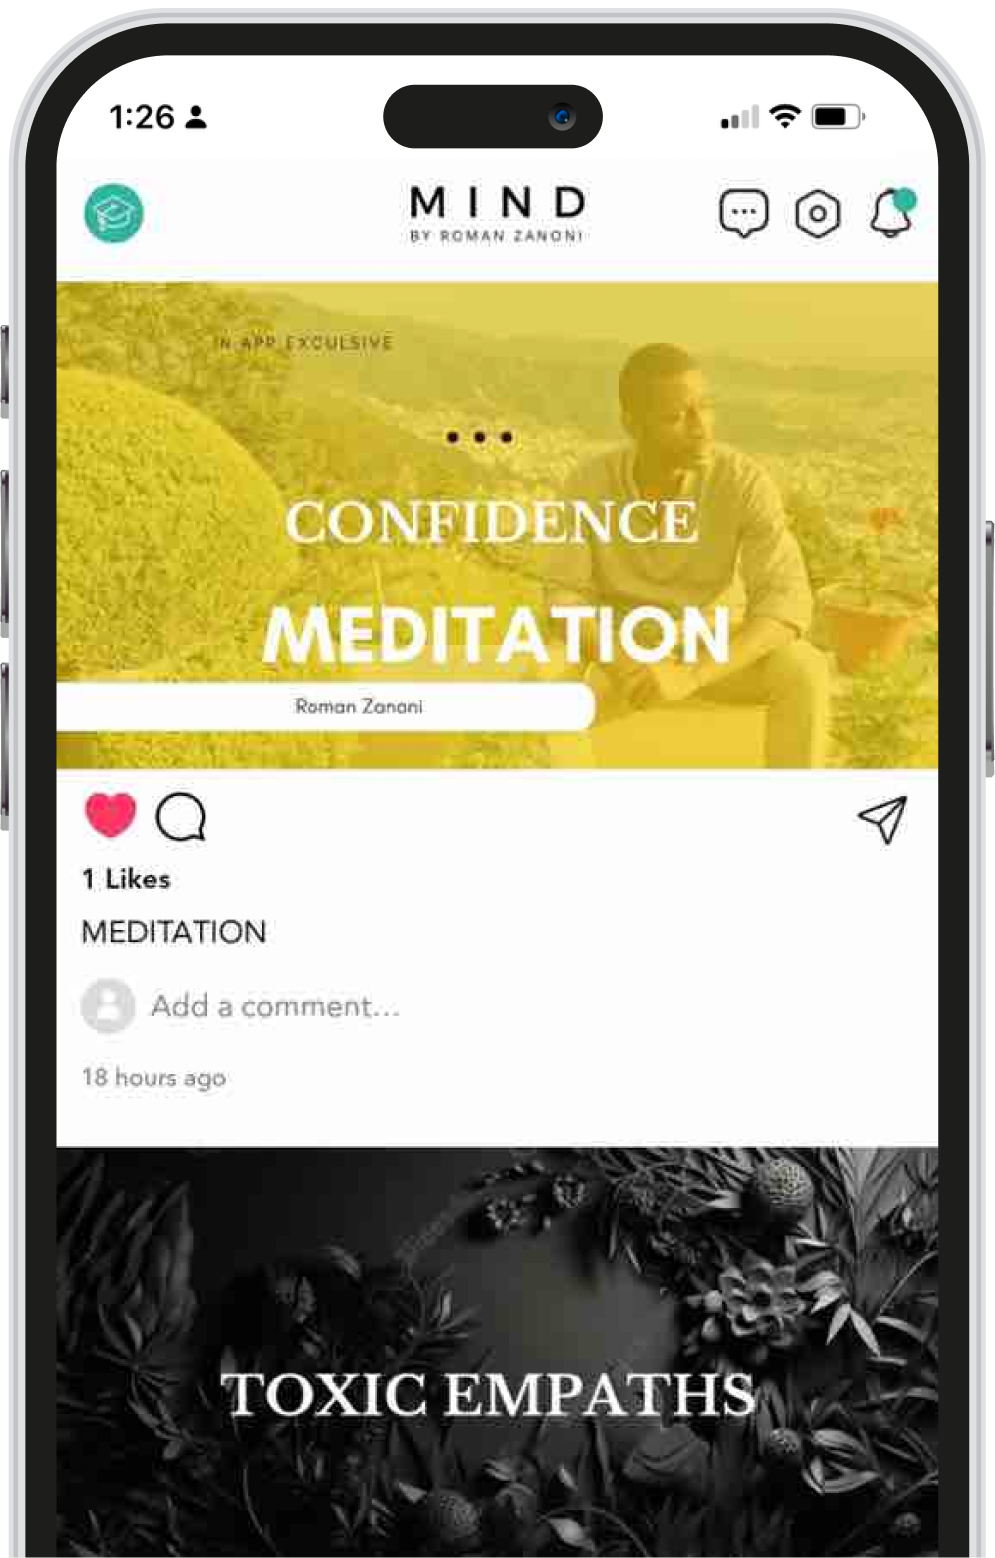 1:26
MIND
BY ROMAN ZANONI
IN APP EXCULSIVE
CONFIDENCE
MEDITATION
Roman Zanoni
1 Likes
MEDITATION
Add a comment...
18 hours ago
TOXIC EMPATHS